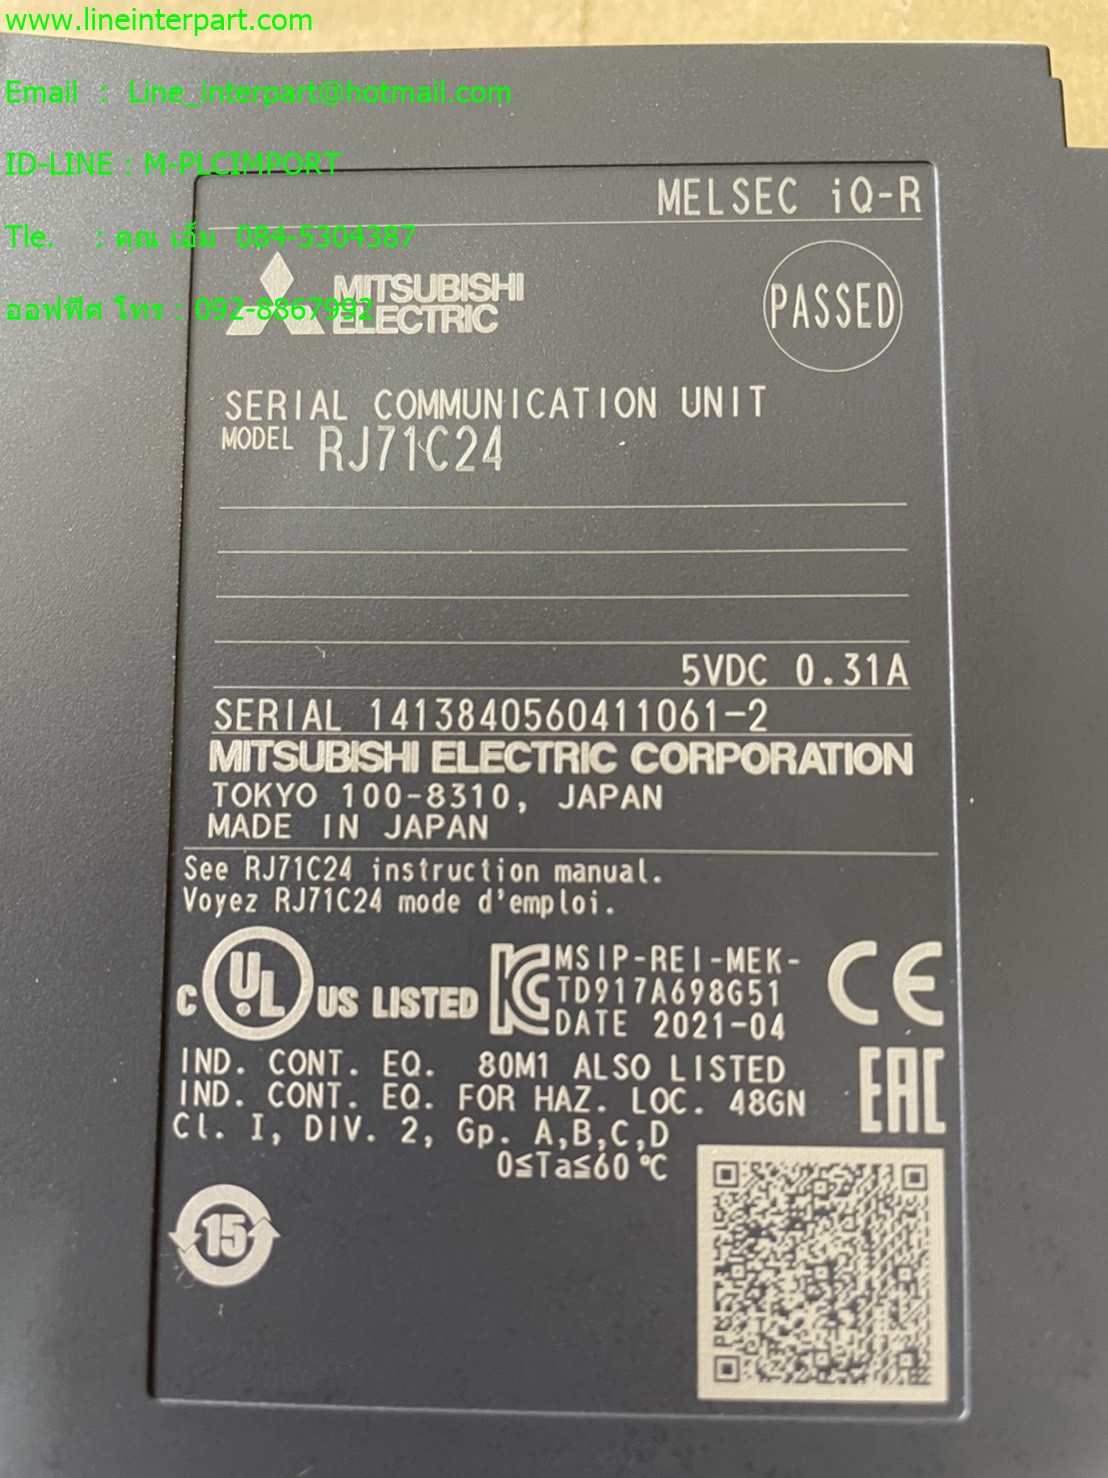 www.lineinterpart.com
Email : Line_interpart@hotmail.com
ID-LINE : M-PLCIMPORT
Tle. : คุณ เอ็ม 084-5304387
ออฟฟิศ โทร : 092-8867992
MELSEC iQ-R
MITSUBISHI
ELECTRIC
PASSED
SERIAL COMMUNICATION UNIT
MODEL RJ71C24
5VDC 0.31A
SERIAL 1413840560411061-2
MITSUBISHI ELECTRIC CORPORATION
TOKYO 100-8310, JAPAN
MADE IN JAPAN
See RJ71C24 instruction manual.
Voyez RJ71C24 mode d'emploi.
C UL US LISTED
MSIP-REI-MEK-
TD917A698G51
DATE 2021-04
CE
IND. CONT. EQ. 80M1 ALSO LISTED
IND. CONT. EQ. FOR HAZ. LOC. 48GN
Cl. I, DIV. 2, Gp. A,B,C,D
0≤Ta≤60℃
EAC
15